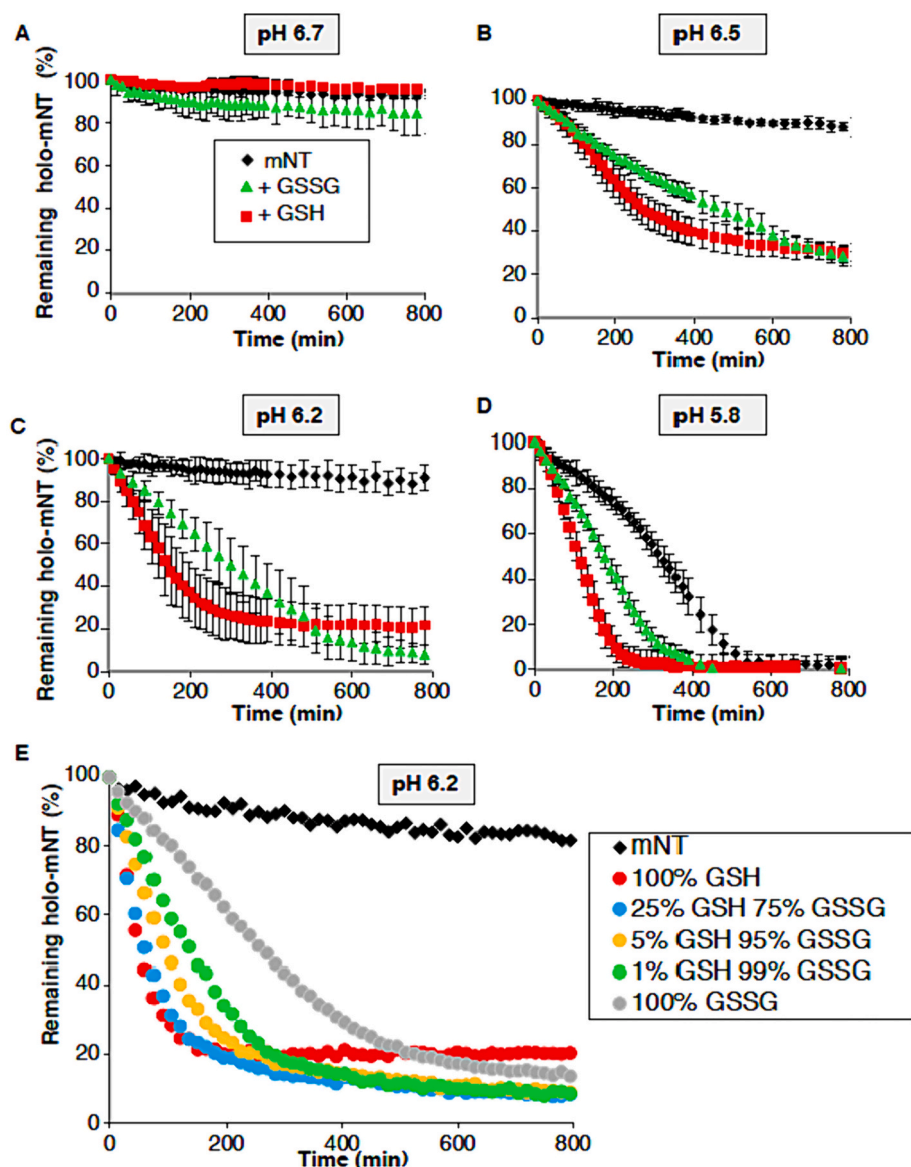 A
pH 6.7
Remaining holo-mNT (%)
100
80
60
40
20
0
mNT
+ GSSG
+ GSH
0
200
400
600
800
Time (min)
B
pH 6.5
100
80
60
40
20
0
0
200
400
600
800
Time (min)
C
pH 6.2
Remaining holo-mNT (%)
100
80
60
40
20
0
0
200
400
600
800
Time (min)
D
pH 5.8
100
80
60
40
20
0
0
200
400
600
800
Time (min)
E
pH 6.2
Remaining holo-mNT (%)
100
80
60
40
20
0
0
200
400
600
800
Time (min)
mNT
100% GSH
25% GSH 75% GSSG
5% GSH 95% GSSG
1% GSH 99% GSSG
100% GSSG